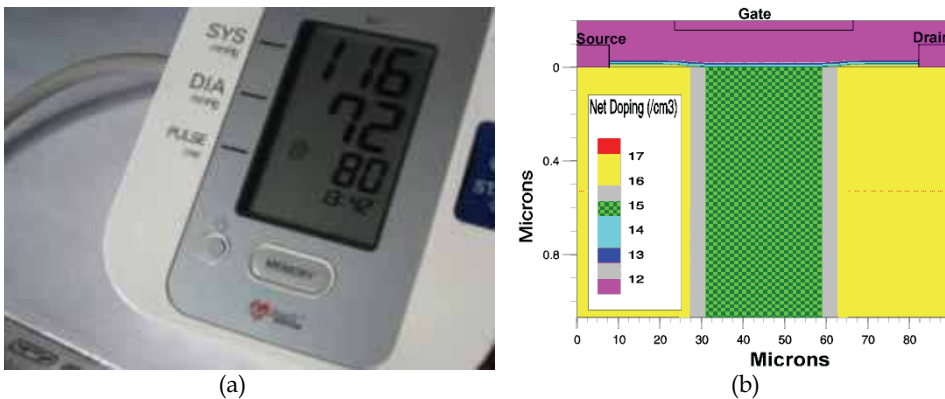 SYS
mmHg
116
DIA
mmHg
72
PULSE
/min
80
13:42
MEMORY
ST
Gate
Source
Drain
0
0.4
0.8
Microns
Net Doping (/cm3)
17
16
15
14
13
12
0 10 20 30 40 50 60 70 80
Microns
(a)
(b)